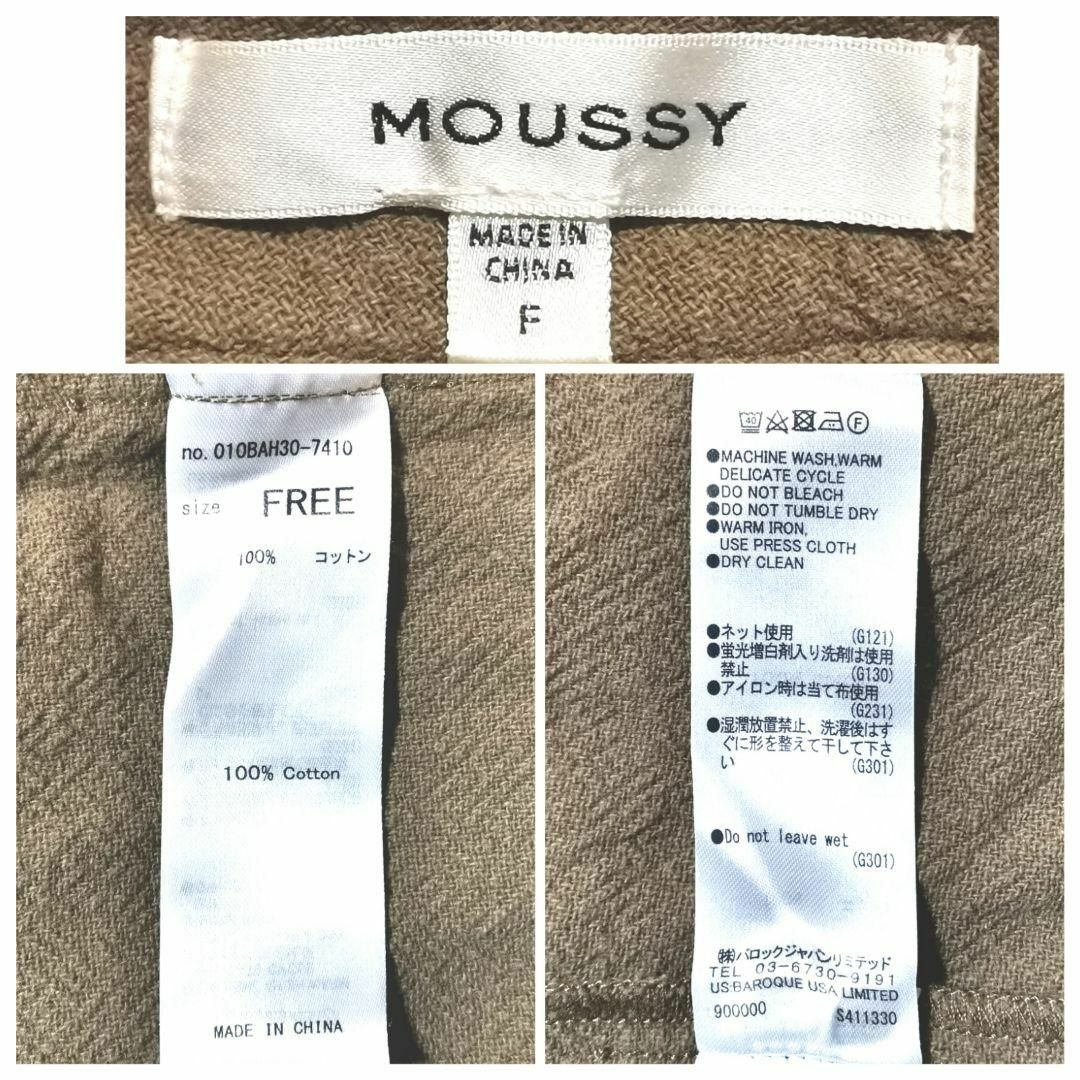 MOUSSY
MADE IN
CHINA
F
no. 010BAH30-7410
size FREE
100% コットン
100% Cotton
MADE IN CHINA
40 F
●MACHINE WASH,WARM
DELICATE CYCLE
●DO NOT BLEACH
●DO NOT TUMBLE DRY
●WARM IRON,
USE PRESS CLOTH
●DRY CLEAN
●ネット使用 (G121)
●蛍光増白剤入り洗剤は使用
禁止 (G130)
●アイロン時は当て布使用
(G231)
●湿潤放置禁止、洗濯後はす
ぐに形を整えて干して下さ
い (G301)
●Do not leave wet
(G301)
㈱バロックジャパンリミテッド
TEL 03-6730-9191
US:BAROQUE USA LIMITED
900000 S411330